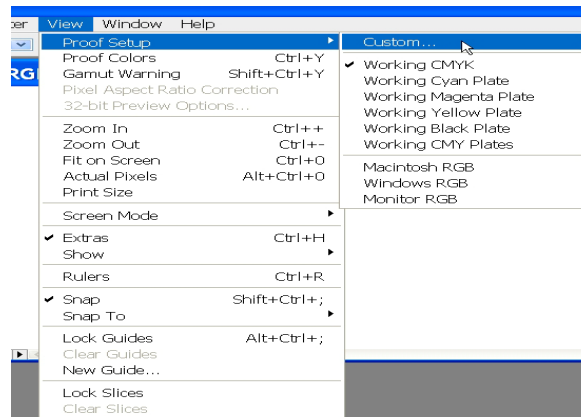 View Window Help
Proof Setup
Proof Colors Ctrl+Y
Gamut Warning Shift+Ctrl+Y
Pixel Aspect Ratio Correction
32-bit Preview Options...
Zoom In Ctrl++
Zoom Out Ctrl+-
Fit on Screen Ctrl+0
Actual Pixels Alt+Ctrl+0
Print Size
Screen Mode
Extras Ctrl+H
Show
Rulers Ctrl+R
Snap Shift+Ctrl+;
Snap To
Lock Guides Alt+Ctrl+;
Clear Guides
New Guide...
Lock Slices
Clear Slices
Custom...
Working CMYK
Working Cyan Plate
Working Magenta Plate
Working Yellow Plate
Working Black Plate
Working CMY Plates
Macintosh RGB
Windows RGB
Monitor RGB